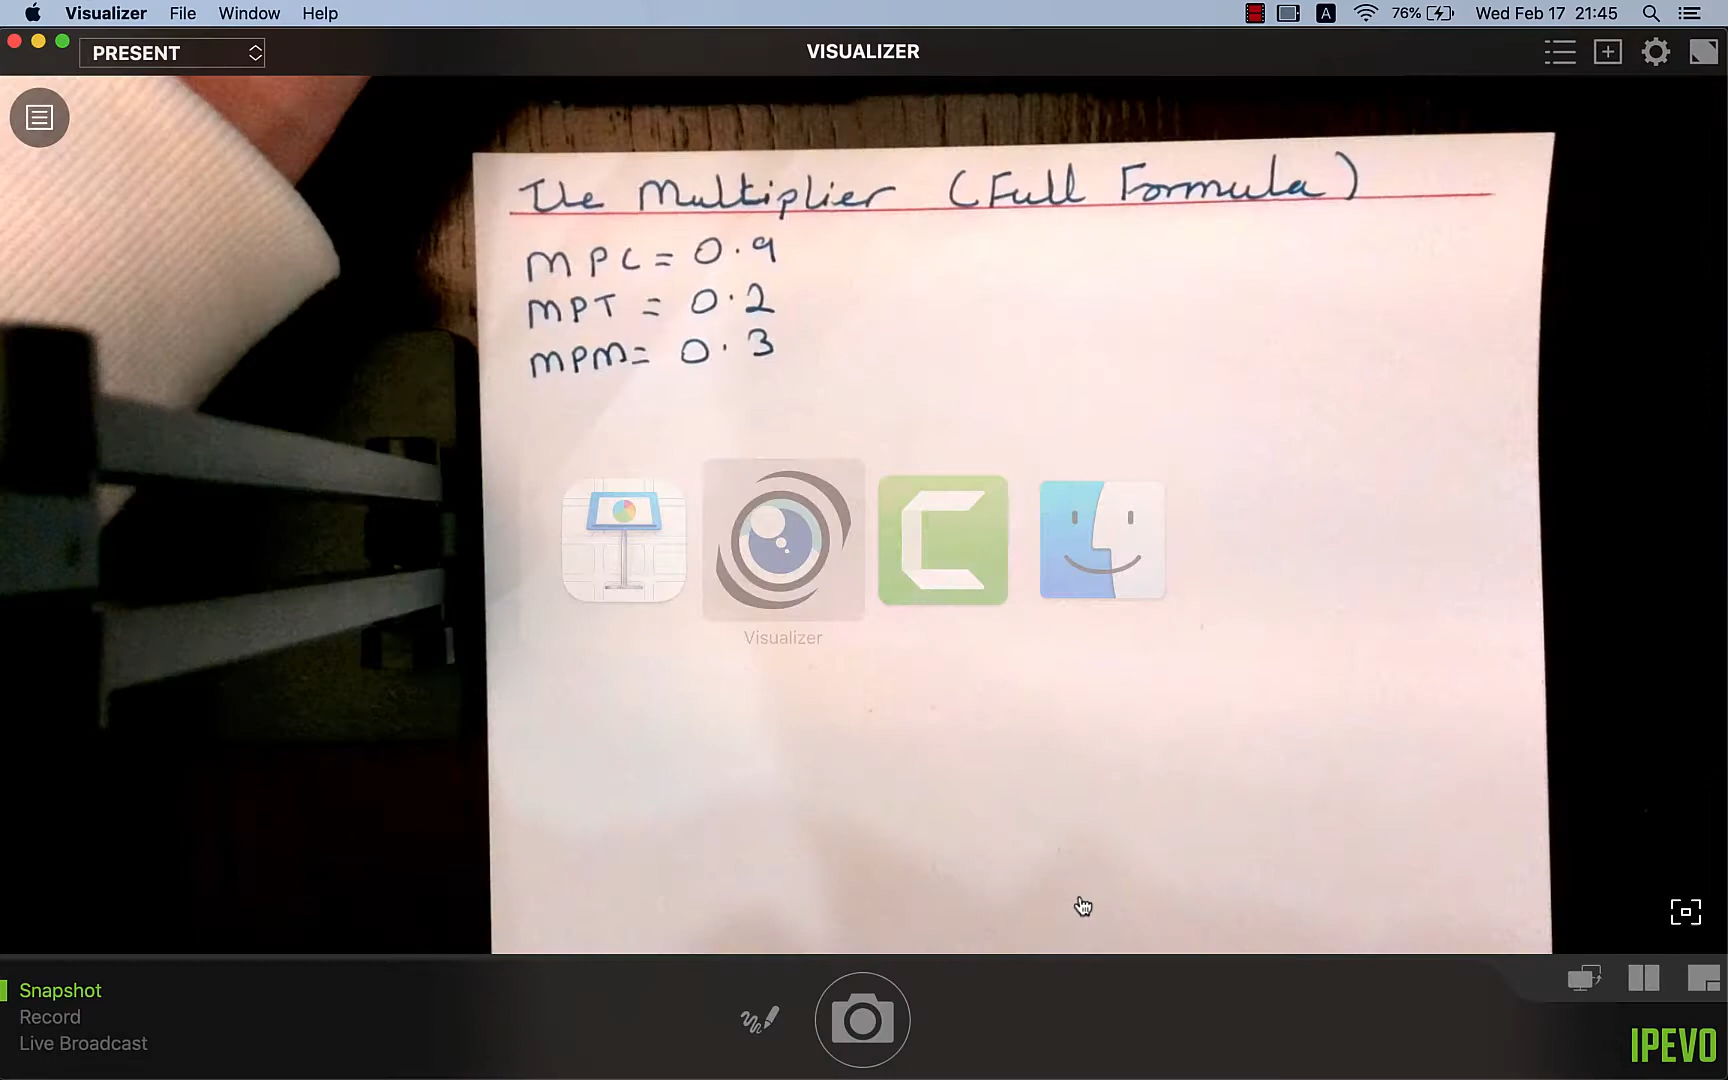 Visualizer File Window Help
A 76% Wed Feb 17 21:45
PRESENT
VISUALIZER
The Multiplier (Full Formula)
MPC = 0.9
MPT = 0.2
MPM = 0.3
Visualizer
Snapshot
Record
Live Broadcast
IPEVO